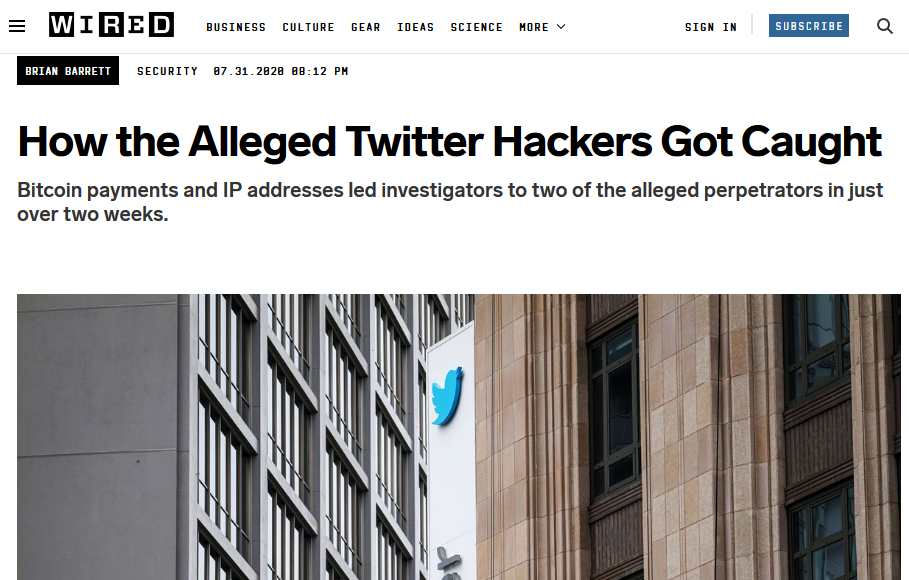 WIRED BUSINESS CULTURE GEAR IDEAS SCIENCE MORE SIGN IN SUBSCRIBE
BRIAN BARRETT SECURITY 07.31.2020 08:12 PM
How the Alleged Twitter Hackers Got Caught
Bitcoin payments and IP addresses led investigators to two of the alleged perpetrators in just
over two weeks.